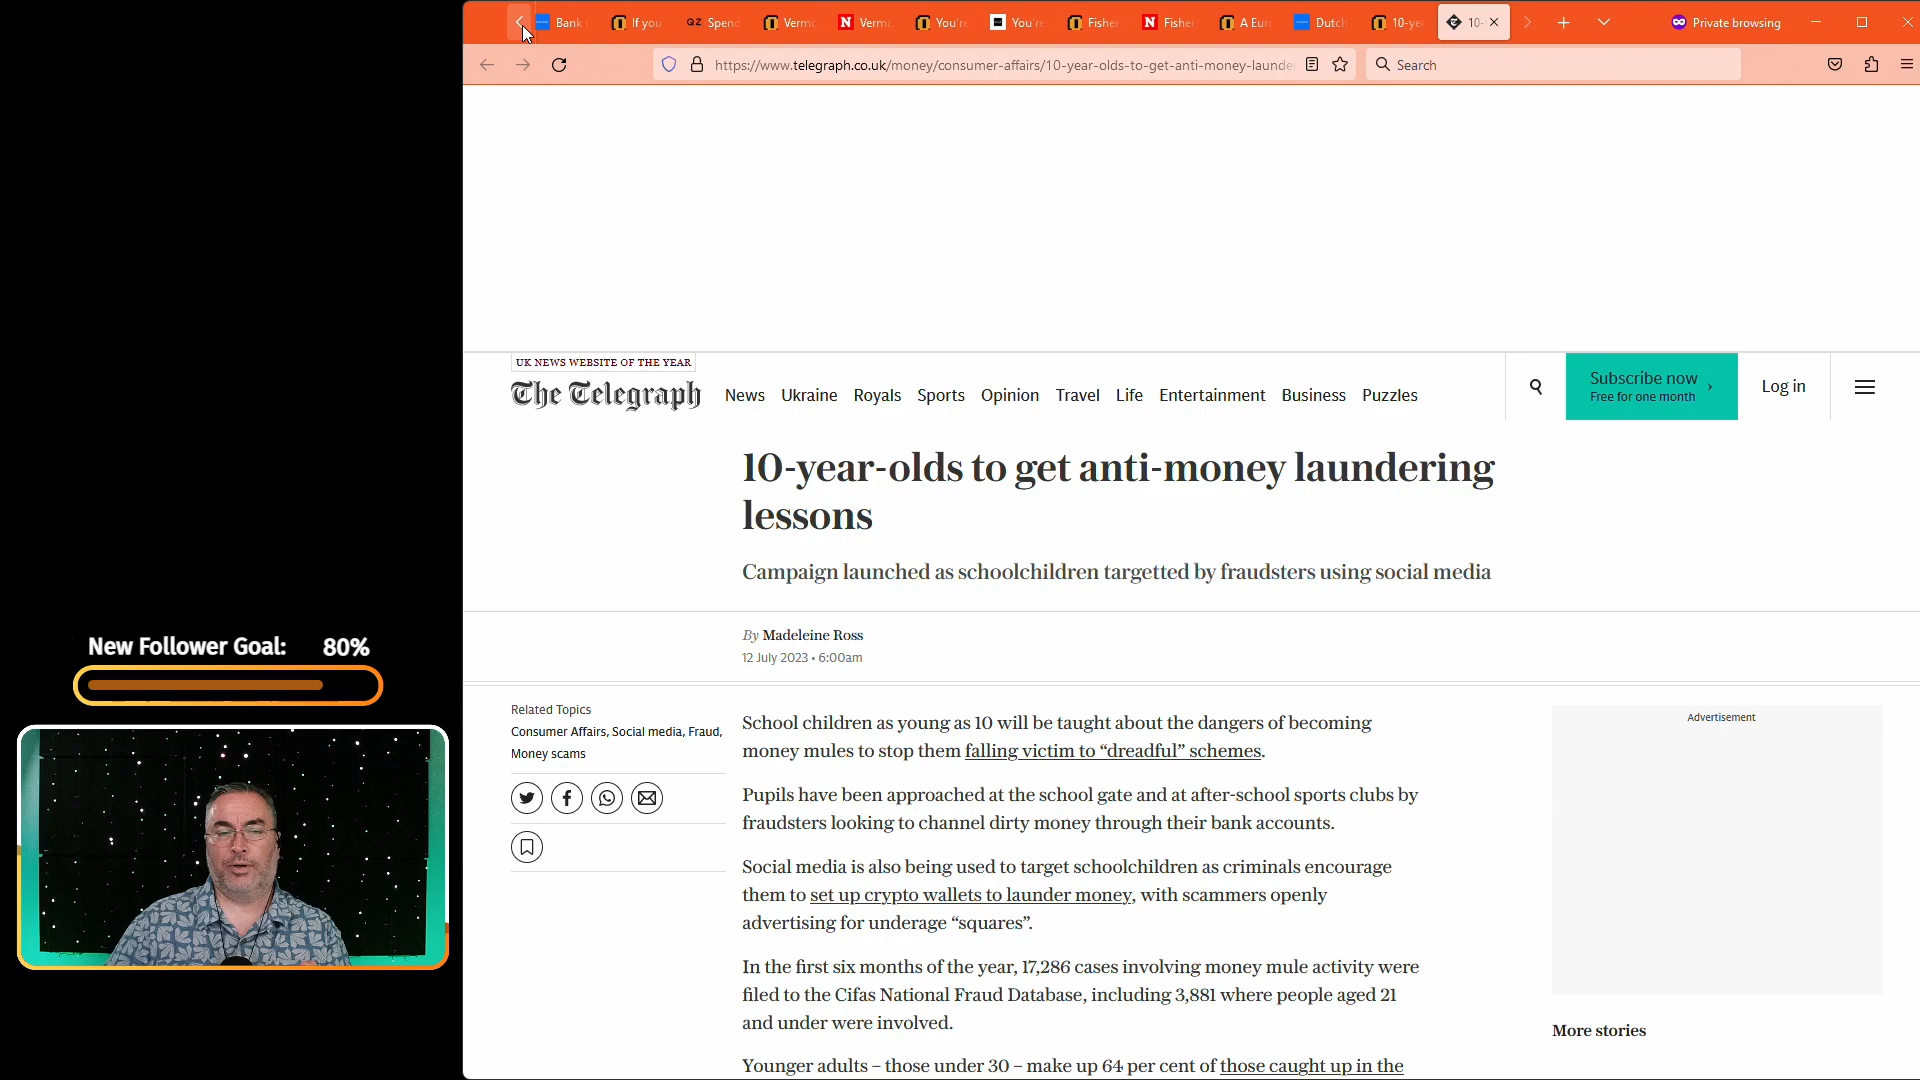 Bank
If you
QZ Spend
Vermo
N Verm
You're
You're
Fisher
N Fisher
A Euro
Dutch
10-ye
10-
Private browsing
https://www.telegraph.co.uk/money/consumer-affairs/10-year-olds-to-get-anti-money-launde
Search
UK NEWS WEBSITE OF THE YEAR
The Telegraph
News Ukraine Royals Sports Opinion Travel Life Entertainment Business Puzzles
Subscribe now
Free for one month
Log in
10-year-olds to get anti-money laundering
lessons
Campaign launched as schoolchildren targetted by fraudsters using social media
By Madeleine Ross
12 July 2023 • 6:00am
Related Topics
Consumer Affairs, Social media, Fraud,
Money scams
School children as young as 10 will be taught about the dangers of becoming
money mules to stop them falling victim to “dreadful” schemes.
Pupils have been approached at the school gate and at after-school sports clubs by
fraudsters looking to channel dirty money through their bank accounts.
Social media is also being used to target schoolchildren as criminals encourage
them to set up crypto wallets to launder money, with scammers openly
advertising for underage “squares”.
In the first six months of the year, 17,286 cases involving money mule activity were
filed to the Cifas National Fraud Database, including 3,881 where people aged 21
and under were involved.
Younger adults – those under 30 – make up 64 per cent of those caught up in the
Advertisement
More stories
New Follower Goal: 80%